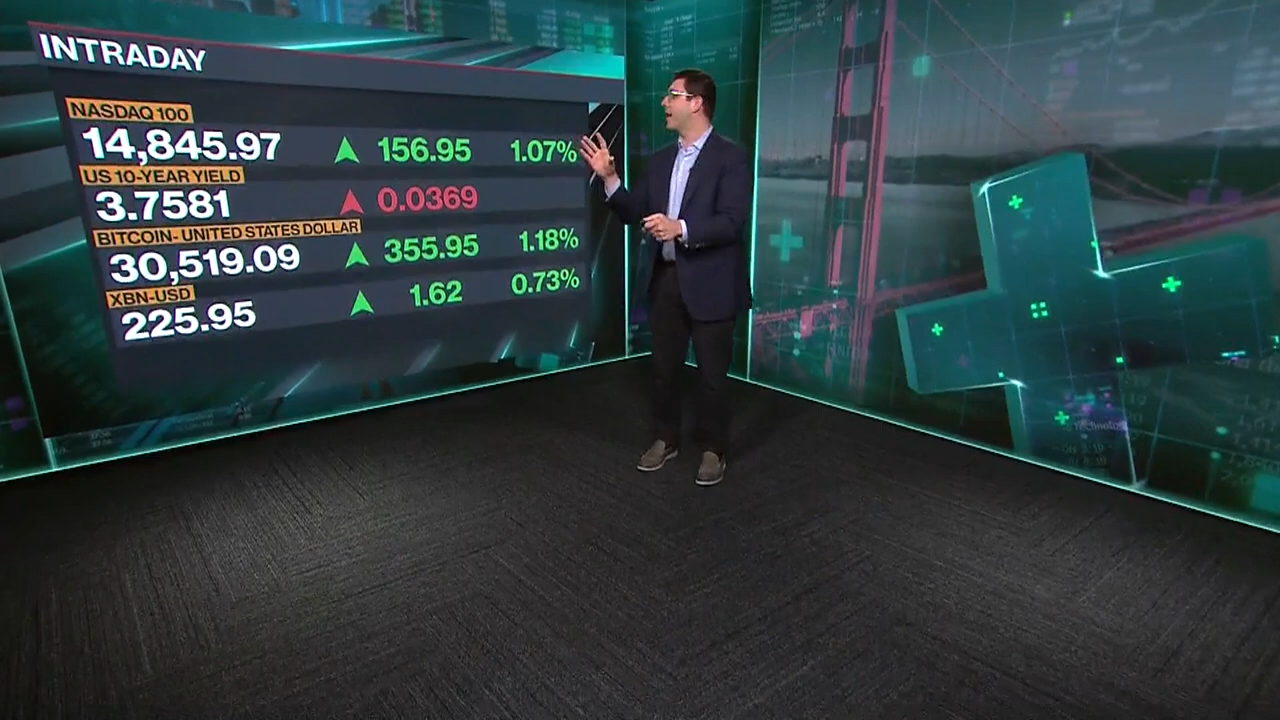 INTRADAY
NASDAQ 100
14,845.97 156.95 1.07%
US 10-YEAR YIELD
3.7581 0.0369
BITCOIN-UNITED STATES DOLLAR
30,519.09 355.95 1.18%
XBN-USD
225.95 1.62 0.73%
Technolo